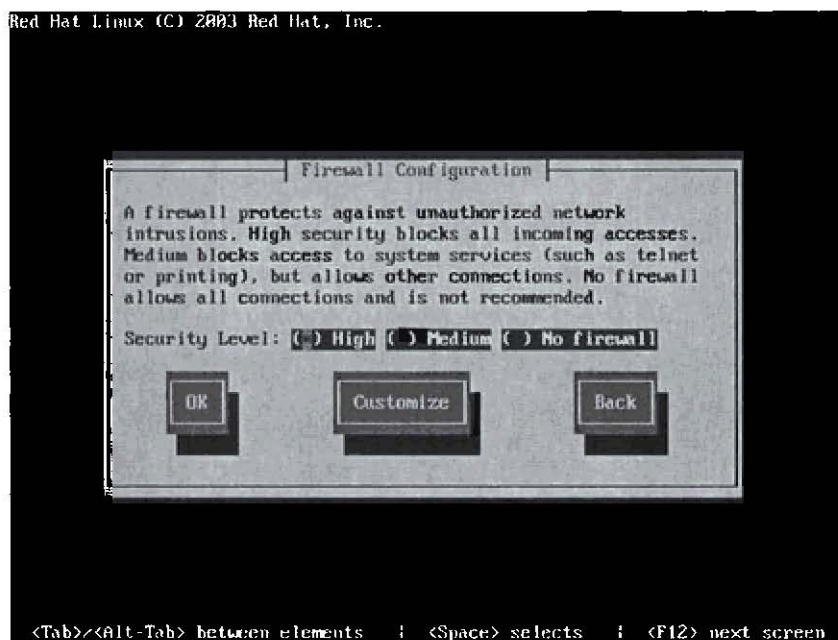 Red Hat Linux (C) 2003 Red Hat, Inc.
Firewall Configuration
A firewall protects against unauthorized network
intrusions. High security blocks all incoming accesses.
Medium blocks access to system services (such as telnet
or printing), but allows other connections. No firewall
allows all connections and is not recommended.
Security Level: (*) High ( ) Medium ( ) No firewall
OK Customize Back
<Tab>/<Alt-Tab> between elements | <Space> selects | <F12> next screen